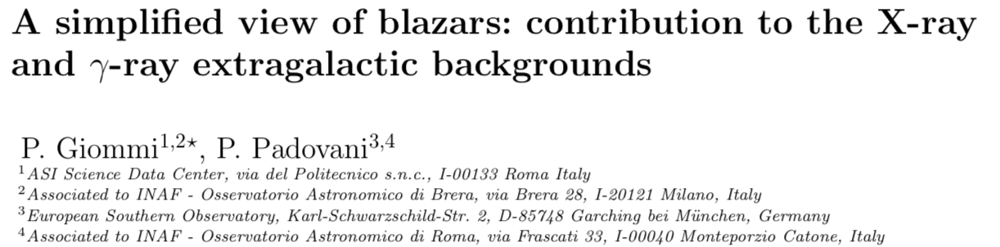 A simplified view of blazars: contribution to the X-ray
and γ-ray extragalactic backgrounds
P. Giommi¹,²⋆, P. Padovani³,⁴
¹ASI Science Data Center, via del Politecnico s.n.c., I-00133 Roma Italy
²Associated to INAF - Osservatorio Astronomico di Brera, via Brera 28, I-20121 Milano, Italy
³European Southern Observatory, Karl-Schwarzschild-Str. 2, D-85748 Garching bei München, Germany
⁴Associated to INAF - Osservatorio Astronomico di Roma, via Frascati 33, I-00040 Monteporzio Catone, Italy